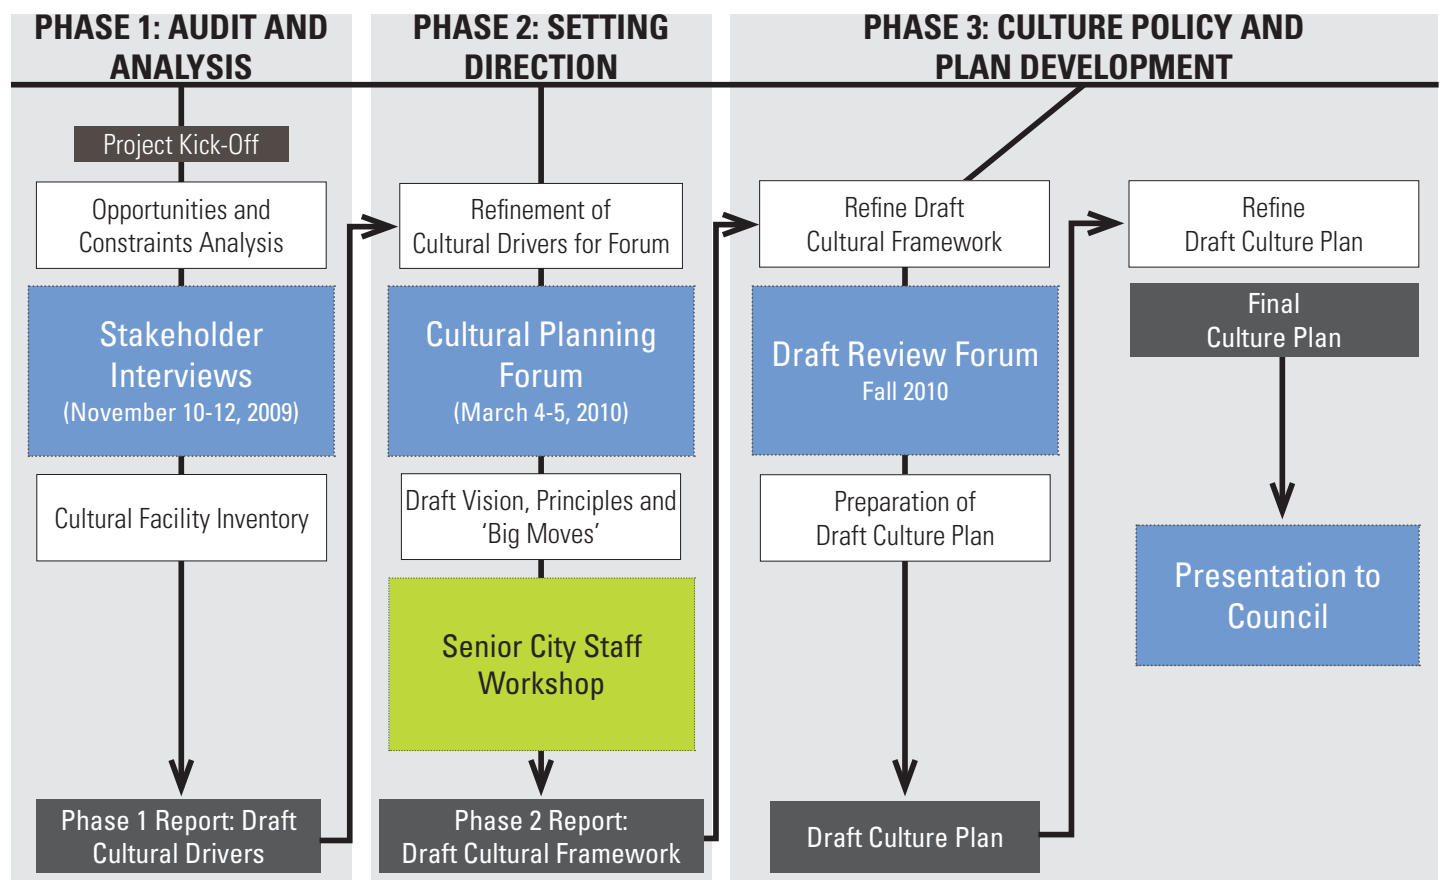 PHASE 1: AUDIT AND
ANALYSIS
Project Kick-Off
Opportunities and
Constraints Analysis
Stakeholder
Interviews
(November 10-12, 2009)
Cultural Facility Inventory
Phase 1 Report: Draft
Cultural Drivers
PHASE 2: SETTING
DIRECTION
Refinement of
Cultural Drivers for Forum
Cultural Planning
Forum
(March 4-5, 2010)
Draft Vision, Principles and
‘Big Moves’
Senior City Staff
Workshop
Phase 2 Report:
Draft Cultural Framework
PHASE 3: CULTURE POLICY AND
PLAN DEVELOPMENT
Refine Draft
Cultural Framework
Draft Review Forum
Fall 2010
Preparation of
Draft Culture Plan
Draft Culture Plan
Refine
Draft Culture Plan
Final
Culture Plan
Presentation to
Council